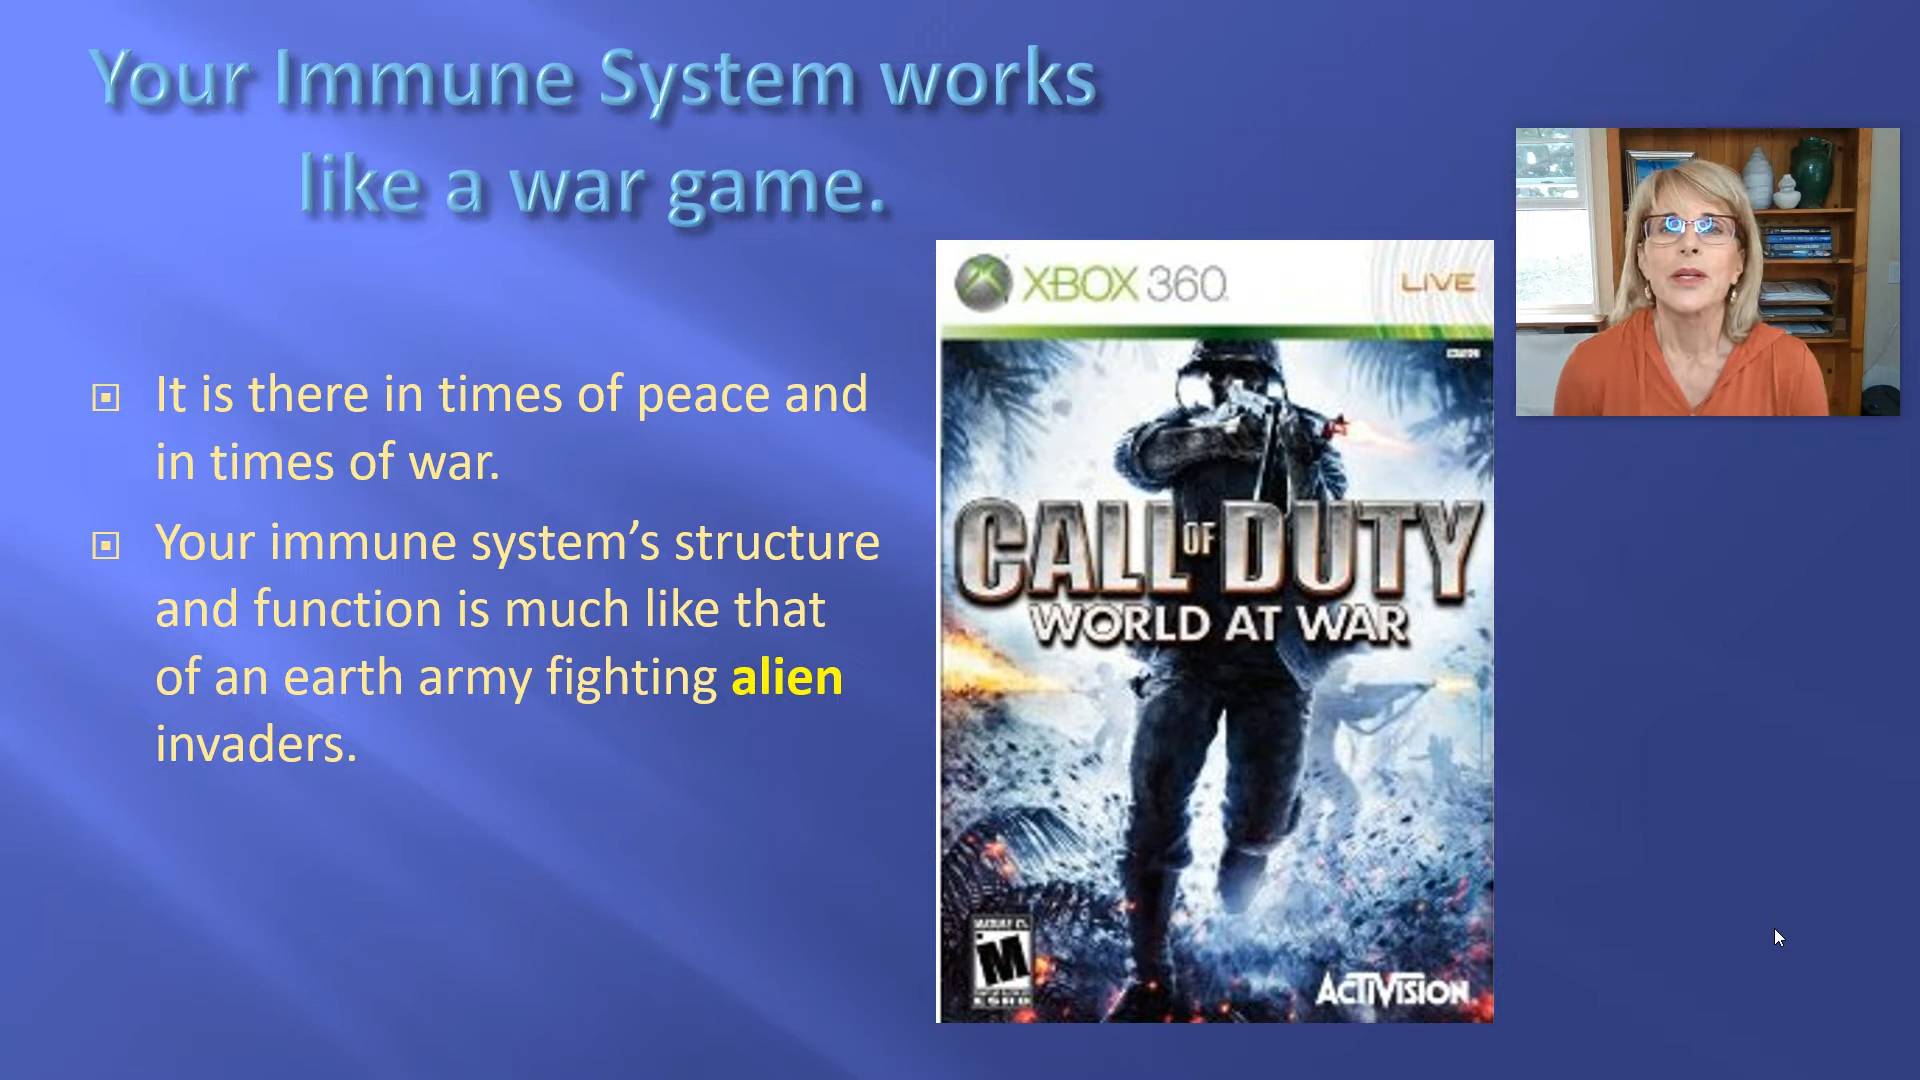 Your Immune System works
like a war game.
It is there in times of peace and
in times of war.
Your immune system’s structure
and function is much like that
of an earth army fighting alien
invaders.
XBOX 360
LIVE
CALL OF DUTY
WORLD AT WAR
M
ESRB
ACTIVISION